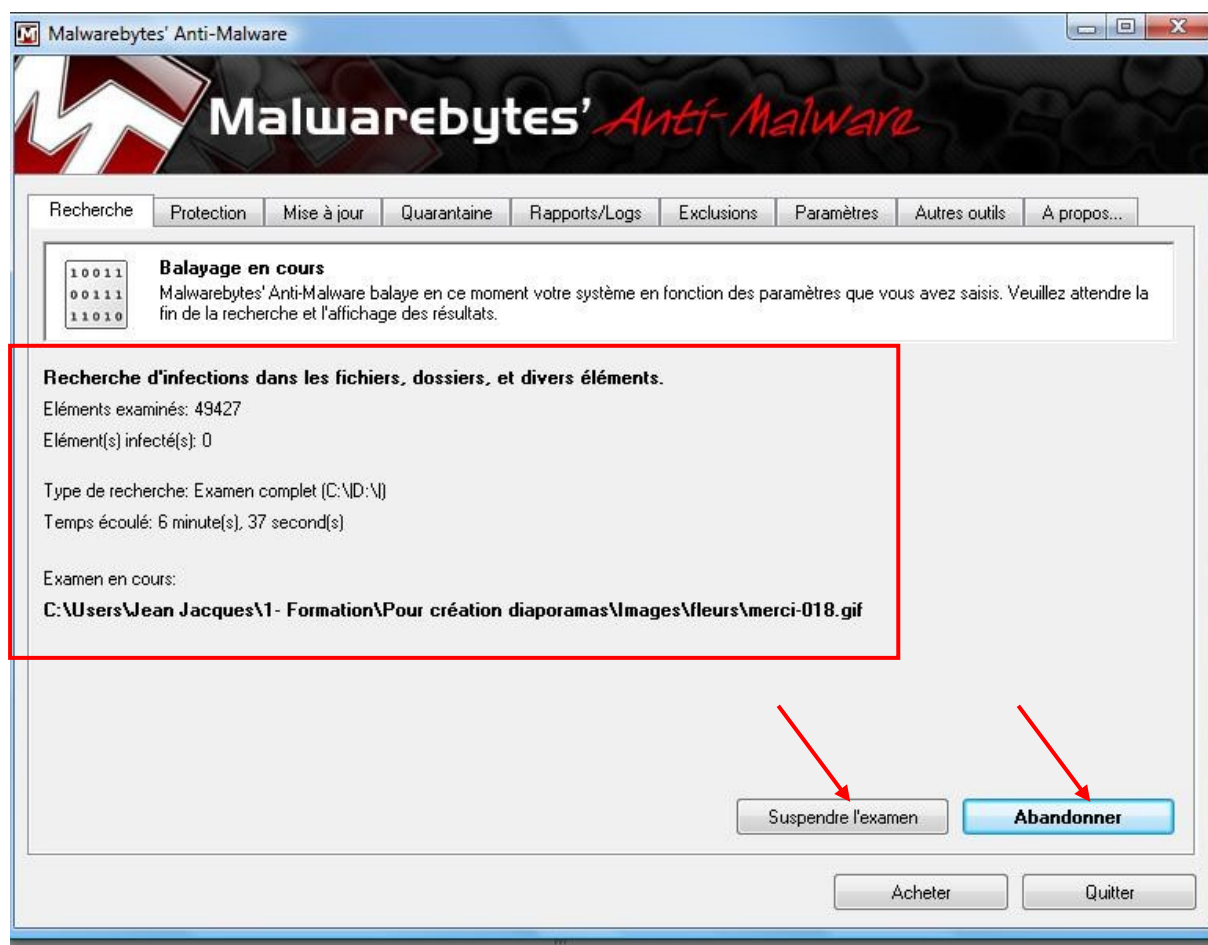 Malwarebytes' Anti-Malware
Malwarebytes' Anti-Malware
Recherche
Protection
Mise à jour
Quarantaine
Rapports/Logs
Exclusions
Paramètres
Autres outils
A propos...
10011
00111
11010
Balayage en cours
Malwarebytes' Anti-Malware balaye en ce moment votre système en fonction des paramètres que vous avez saisis. Veuillez attendre la
fin de la recherche et l'affichage des résultats.
Recherche d'infections dans les fichiers, dossiers, et divers éléments.
Eléments examinés: 49427
Elément(s) infecté(s): 0
Type de recherche: Examen complet (C:\|D:\|)
Temps écoulé: 6 minute(s), 37 second(s)
Examen en cours:
C:\Users\Jean Jacques\1- Formation\Pour création diaporamas\Images\fleurs\merci-018.gif
Suspendre l'examen
Abandonner
Acheter
Quitter